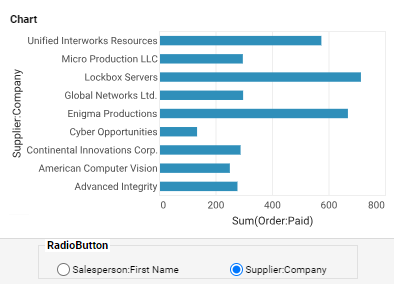 Chart
Supplier:Company
Unified Interworks Resources
Micro Production LLC
Lockbox Servers
Global Networks Ltd.
Enigma Productions
Cyber Opportunities
Continental Innovations Corp.
American Computer Vision
Advanced Integrity
0 200 400 600 800
Sum(Order:Paid)
RadioButton
Salesperson:First Name Supplier:Company